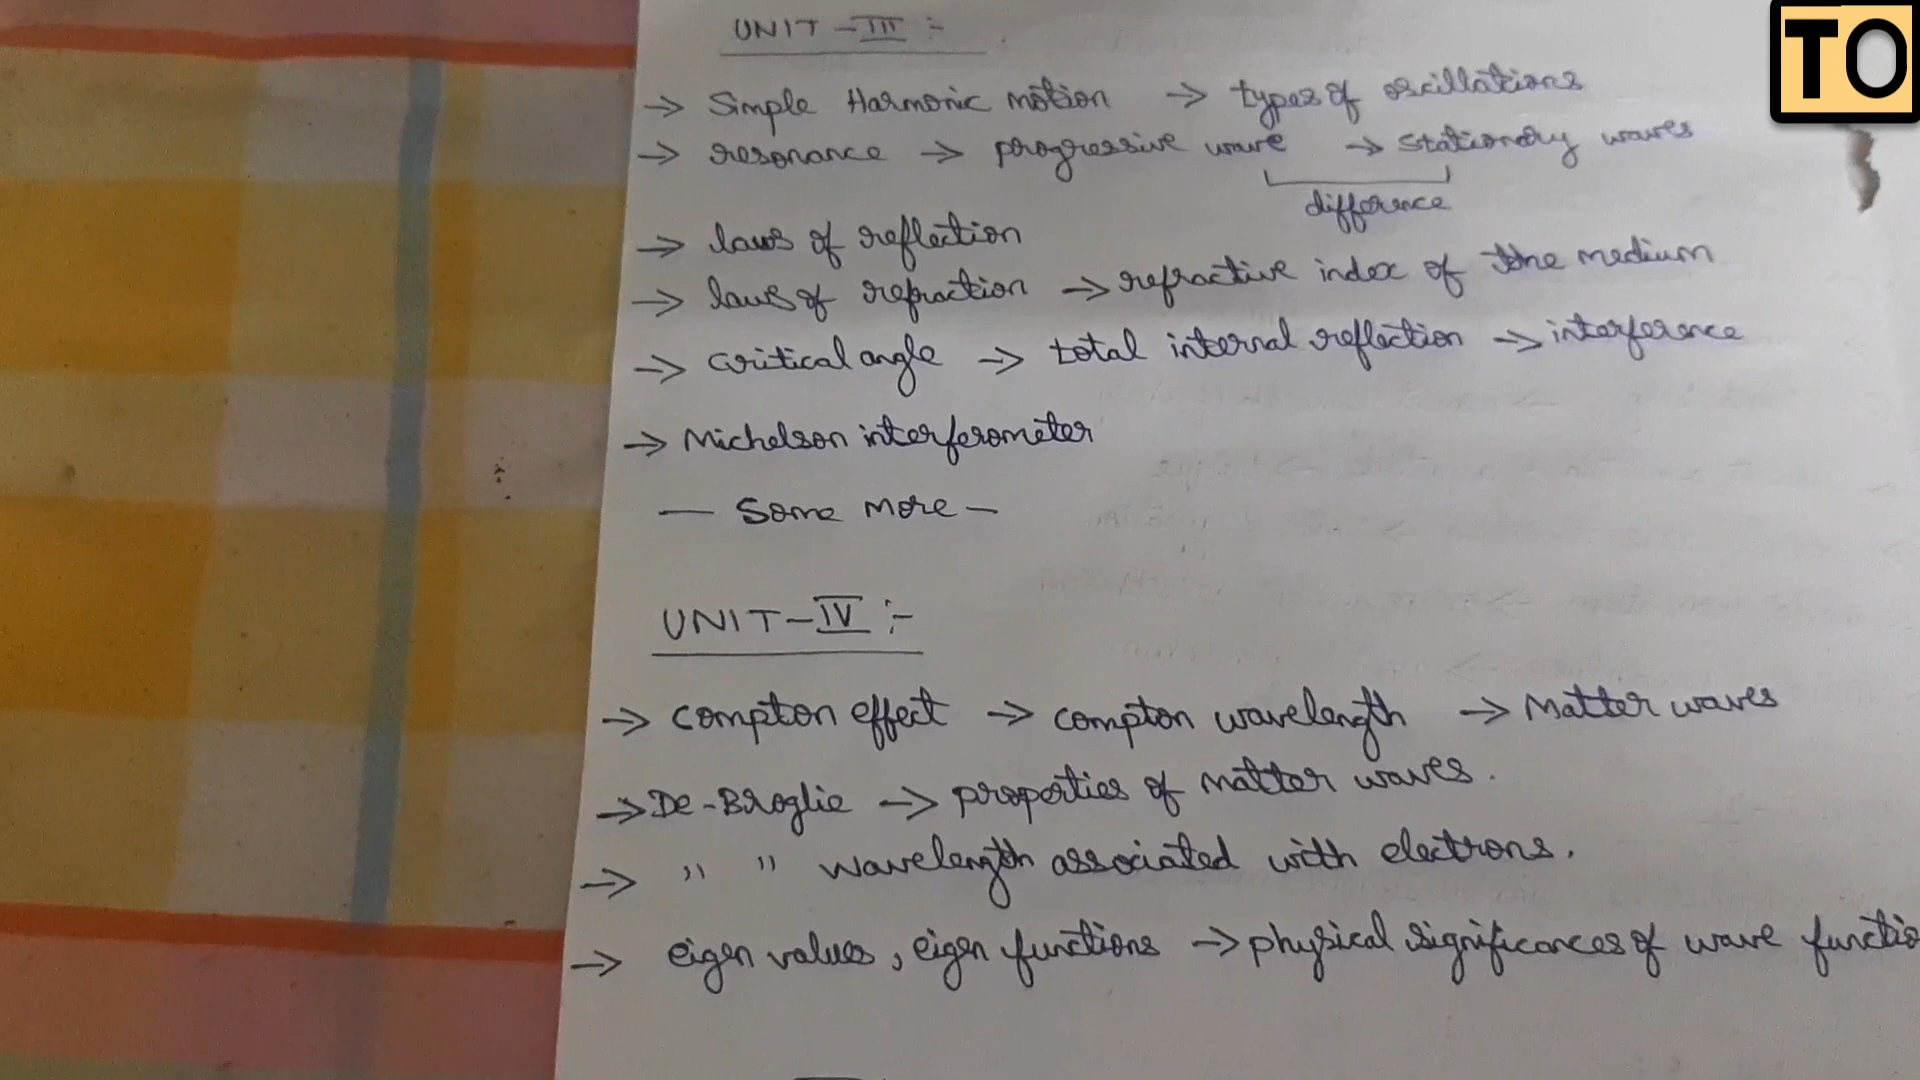 TO
UNIT - III :-
→ Simple Harmonic motion → types of oscillations
→ resonance → progressive wave → stationary waves
difference
→ laws of reflection
→ laws of refraction → refractive index of the medium
→ critical angle → total internal reflection → interference
→ Michelson interferometer
— Some more —
UNIT - IV :-
→ compton effect → compton wavelength → Matter waves
→ De-Broglie → properties of matter waves.
→ " " wavelength associated with electrons.
→ eigen values, eigen functions → physical significances of wave functio